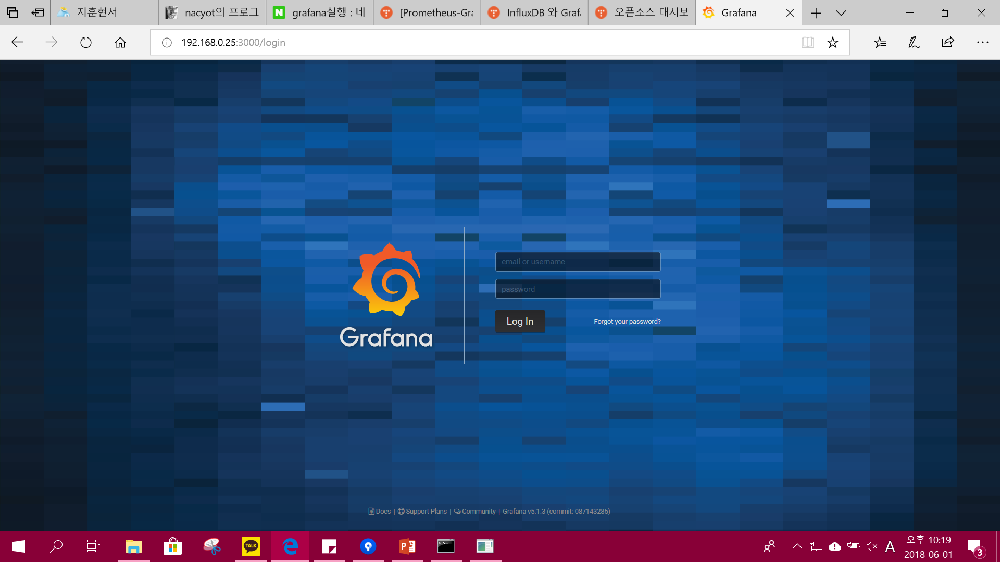 지훈현서
nacyot의 프로그
grafana실행 : 네
[Prometheus-Gra
InfluxDB 와 Grafa
오픈소스 대시보
Grafana
192.168.0.25:3000/login
email or username
password
Log In
Forgot your password?
Grafana
Docs | Support Plans | Community | Grafana v5.1.3 (commit: 087143285)
TALK
A
오후 10:19
2018-06-01
3